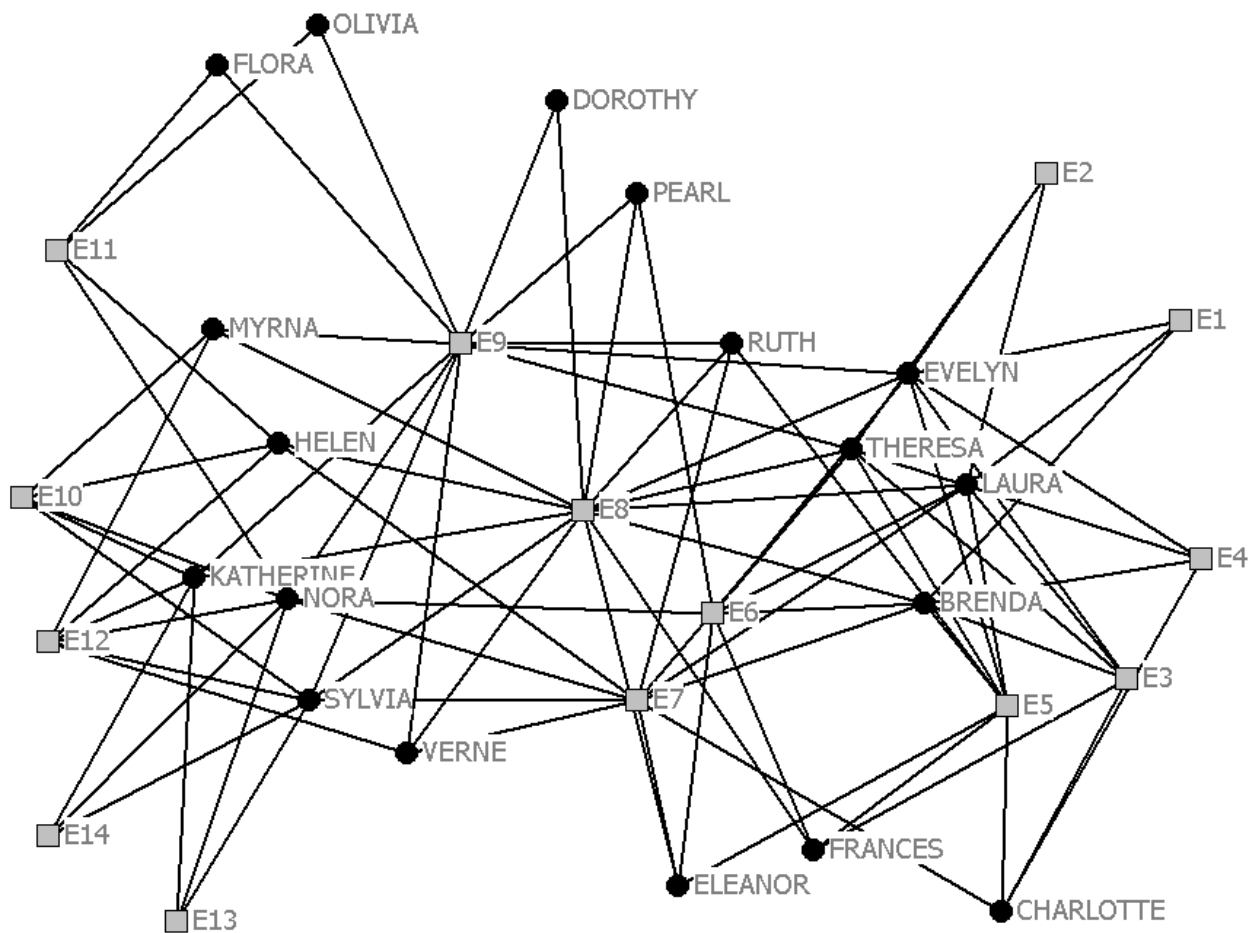 OLIVIA
FLORA
DOROTHY
E2
PEARL
E11
E1
MYRNA
E9
RUTH
EVELYN
HELEN
THERESA
LAURA
E10
E8
E4
KATHERINE
NORA
BRENDA
E6
E12
E3
SYLVIA
E7
E5
VERNE
E14
FRANCES
ELEANOR
CHARLOTTE
E13